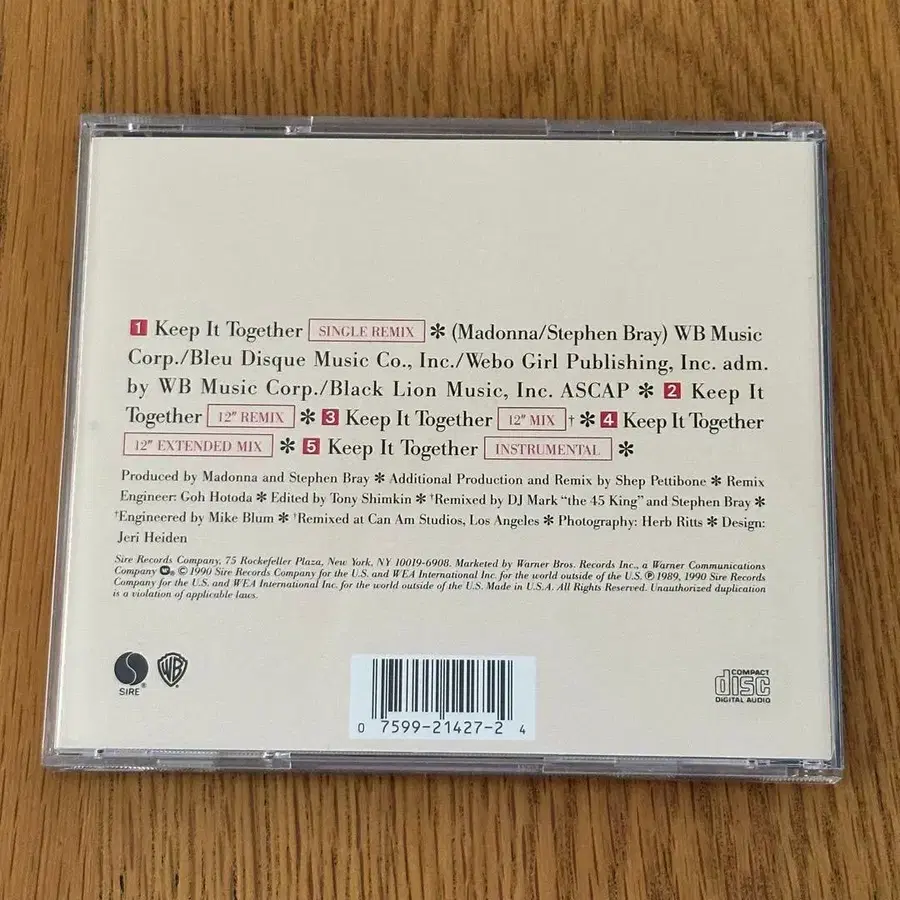 1 Keep It Together SINGLE REMIX ✻ (Madonna/Stephen Bray) WB Music
Corp./Bleu Disque Music Co., Inc./Webo Girl Publishing, Inc. adm.
by WB Music Corp./Black Lion Music, Inc. ASCAP ✻ 2 Keep It
Together 12" REMIX ✻ 3 Keep It Together 12" MIX † ✻ 4 Keep It Together
12" EXTENDED MIX ✻ 5 Keep It Together INSTRUMENTAL ✻
Produced by Madonna and Stephen Bray ✻ Additional Production and Remix by Shep Pettibone ✻ Remix
Engineer: Goh Hotoda ✻ Edited by Tony Shimkin ✻ †Remixed by DJ Mark "the 45 King" and Stephen Bray ✻
†Engineered by Mike Blum ✻ †Remixed at Can Am Studios, Los Angeles ✻ Photography: Herb Ritts ✻ Design:
Jeri Heiden
Sire Records Company, 75 Rockefeller Plaza, New York, NY 10019-6908. Marketed by Warner Bros. Records Inc., a Warner Communications
Company ® © 1990 Sire Records Company for the U.S. and WEA International Inc. for the world outside of the U.S. ℗ 1989, 1990 Sire Records
Company for the U.S. and WEA International Inc. for the world outside of the U.S. Made in U.S.A. All Rights Reserved. Unauthorized duplication
is a violation of applicable laws.
SIRE®
WB
COMPACT
disc
DIGITAL AUDIO
0 7599-21427-2 4